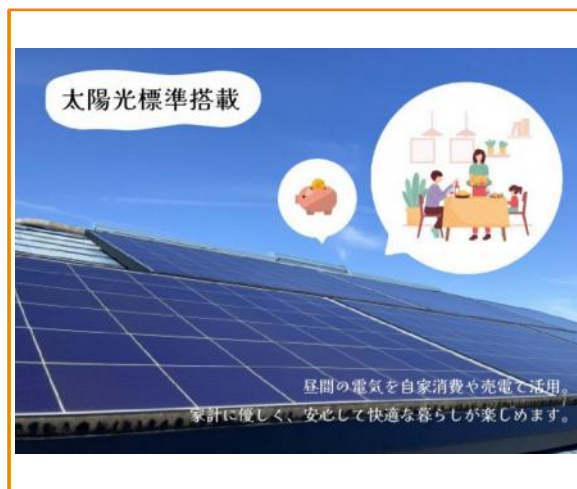 太陽光標準搭載
昼間の電気を自家消費や売電で活用。
家計に優しく、安心して快適な暮らしが楽しめます。